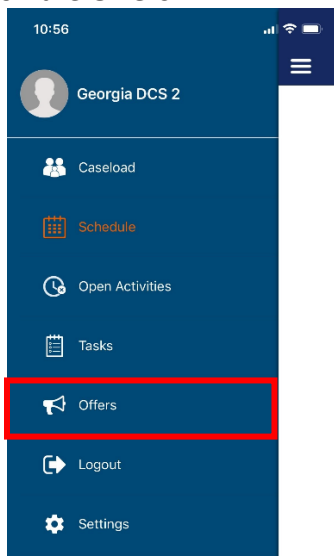 10:56
Georgia DCS 2
Caseload
Schedule
Open Activities
Tasks
Offers
Logout
Settings